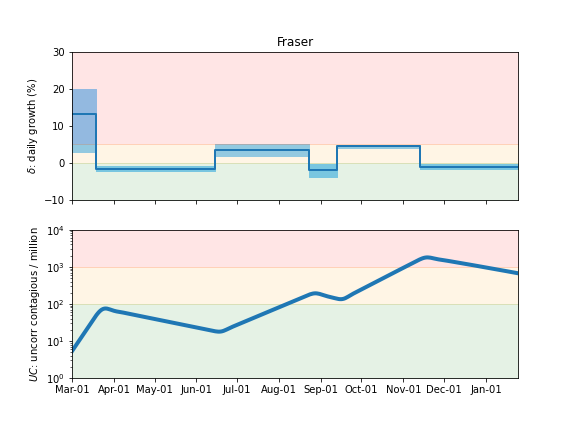 Fraser
δ: daily growth (%)
30
20
10
0
−10
UC: uncorr contagious / million
10⁴
10³
10²
10¹
10⁰
Mar-01 Apr-01 May-01 Jun-01 Jul-01 Aug-01 Sep-01 Oct-01 Nov-01 Dec-01 Jan-01